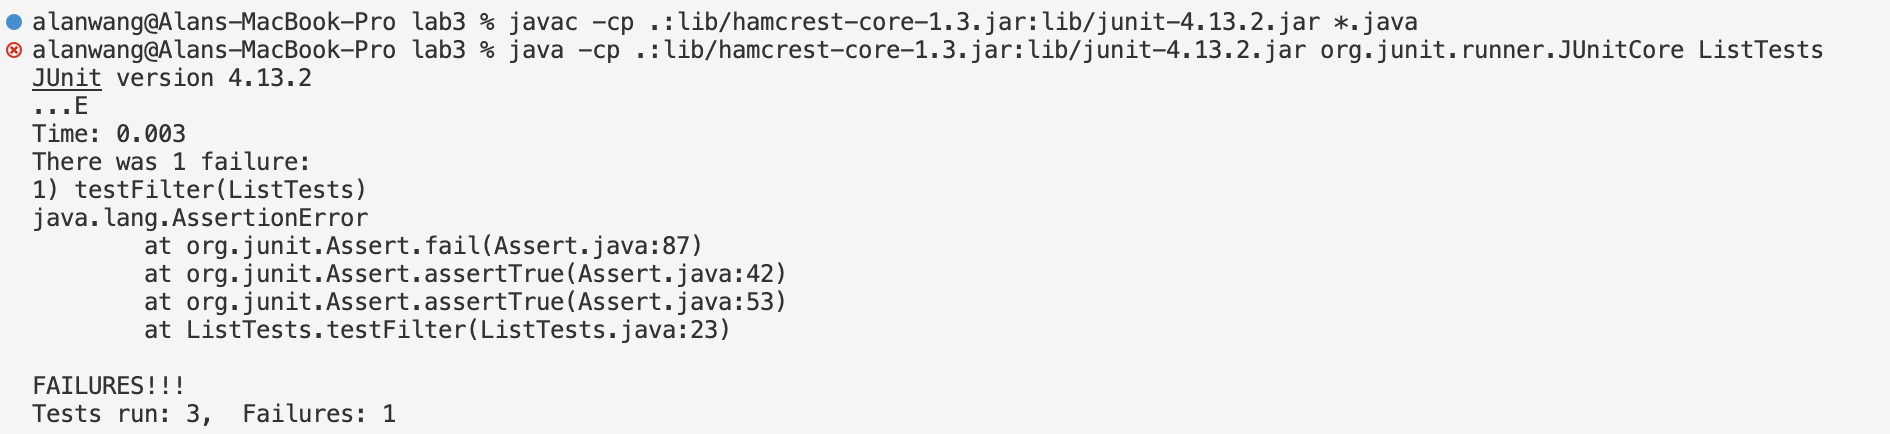 alanwang@Alans-MacBook-Pro lab3 % javac -cp .:lib/hamcrest-core-1.3.jar:lib/junit-4.13.2.jar *.java
alanwang@Alans-MacBook-Pro lab3 % java -cp .:lib/hamcrest-core-1.3.jar:lib/junit-4.13.2.jar org.junit.runner.JUnitCore ListTests
JUnit version 4.13.2
...E
Time: 0.003
There was 1 failure:
1) testFilter(ListTests)
java.lang.AssertionError
        at org.junit.Assert.fail(Assert.java:87)
        at org.junit.Assert.assertTrue(Assert.java:42)
        at org.junit.Assert.assertTrue(Assert.java:53)
        at ListTests.testFilter(ListTests.java:23)
FAILURES!!!
Tests run: 3,  Failures: 1